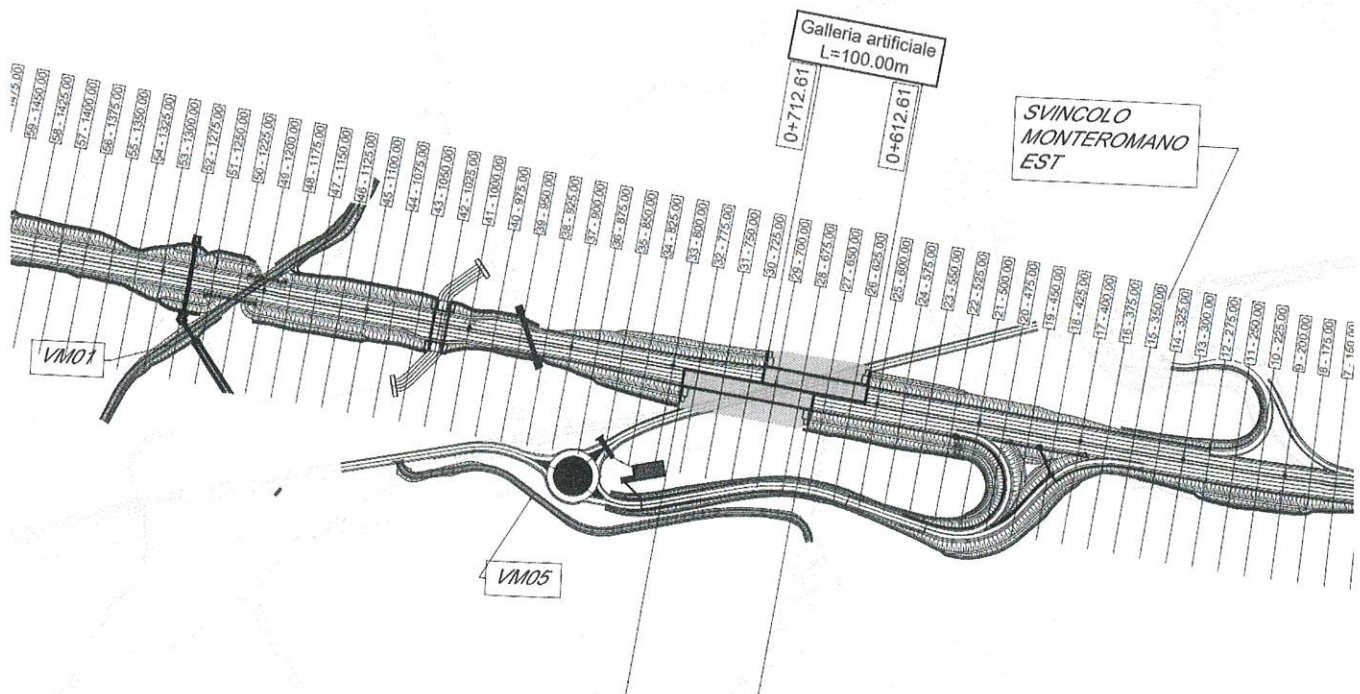 Galleria artificiale
L=100.00m
0+712.61
0+612.61
SVINCOLO
MONTEROMANO
EST
59 - 1450.00
58 - 1425.00
57 - 1400.00
56 - 1375.00
55 - 1350.00
54 - 1325.00
53 - 1300.00
52 - 1275.00
51 - 1250.00
50 - 1225.00
49 - 1200.00
48 - 1175.00
47 - 1150.00
46 - 1125.00
45 - 1100.00
44 - 1075.00
43 - 1050.00
42 - 1025.00
41 - 1000.00
40 - 975.00
39 - 950.00
38 - 925.00
37 - 900.00
36 - 875.00
35 - 850.00
34 - 825.00
33 - 800.00
32 - 775.00
31 - 750.00
30 - 725.00
29 - 700.00
28 - 675.00
27 - 650.00
26 - 625.00
25 - 600.00
24 - 575.00
23 - 550.00
22 - 525.00
21 - 500.00
20 - 475.00
19 - 450.00
18 - 425.00
17 - 400.00
16 - 375.00
15 - 350.00
14 - 325.00
13 - 300.00
12 - 275.00
11 - 250.00
10 - 225.00
9 - 200.00
8 - 175.00
7 - 150.00
VM01
VM05